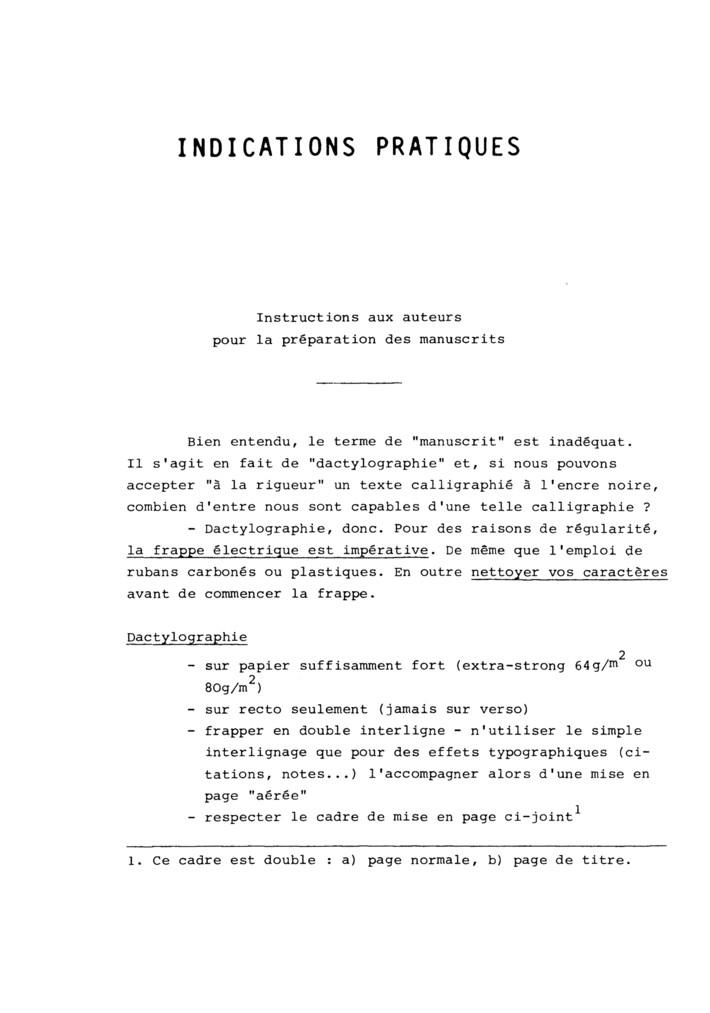 INDICATIONS PRATIQUES
Instructions aux auteurs
pour la préparation des manuscrits
Bien entendu, le terme de "manuscrit" est inadéquat.
Il s'agit en fait de "dactylographie" et, si nous pouvons
accepter "à la rigueur" un texte calligraphié à l'encre noire,
combien d'entre nous sont capables d'une telle calligraphie ?
- Dactylographie, donc. Pour des raisons de régularité,
la frappe électrique est impérative. De même que l'emploi de
rubans carbonés ou plastiques. En outre nettoyer vos caractères
avant de commencer la frappe.
Dactylographie
- sur papier suffisamment fort (extra-strong 64g/m² ou
80g/m²)
- sur recto seulement (jamais sur verso)
- frapper en double interligne - n'utiliser le simple
interlignage que pour des effets typographiques (ci-
tations, notes...) l'accompagner alors d'une mise en
page "aérée"
- respecter le cadre de mise en page ci-joint¹
1. Ce cadre est double : a) page normale, b) page de titre.